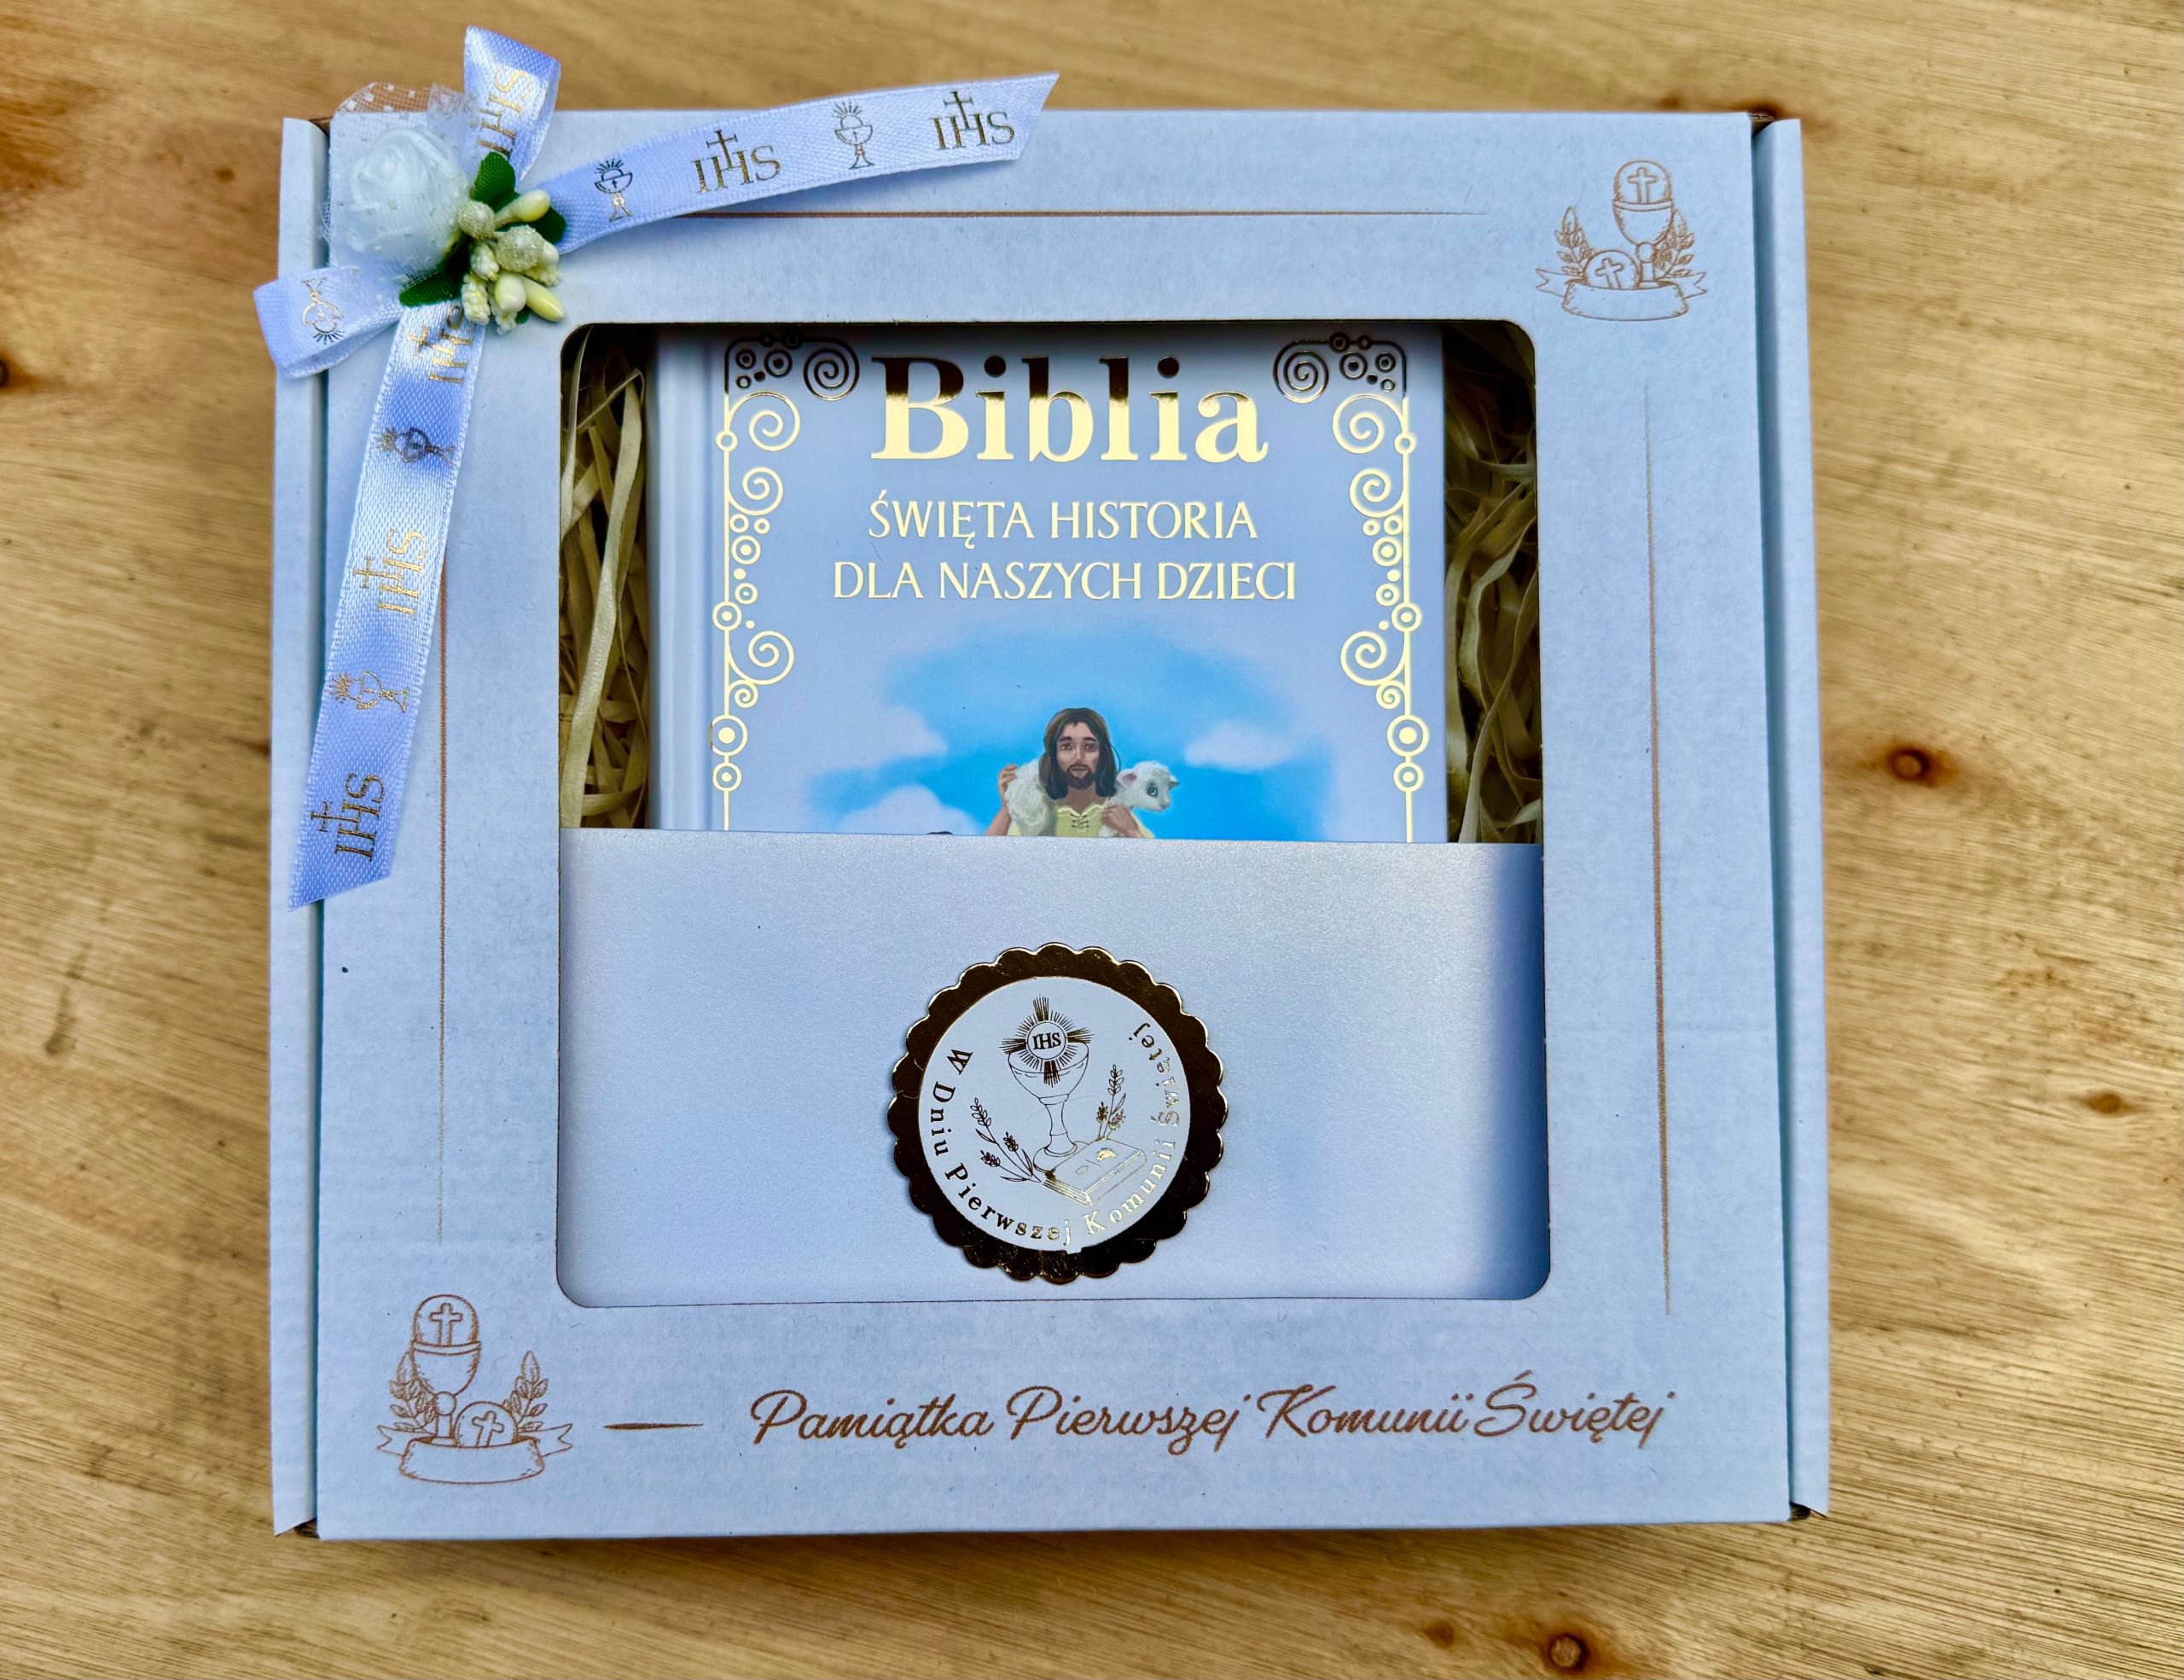 IHS
IHS
IHS
IHS
IHS
IHS
Biblia
ŚWIĘTA HISTORIA
DLA NASZYCH DZIECI
IHS
W Dniu Pierwszej Komunii Świętej
Pamiątka Pierwszej Komunii Świętej